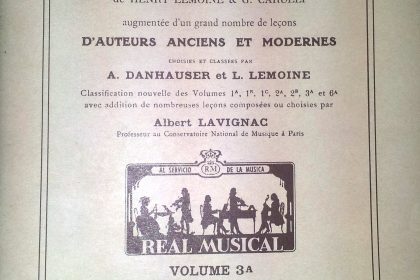 de HENRY LEMOINE & G. CARULLI
augmentée d'un grand nombre de leçons
D'AUTEURS ANCIENS ET MODERNES
CHOISIES ET CLASSÉES PAR
A. DANHAUSER et L. LEMOINE
Classification nouvelle des Volumes 1A, 1B, 1C, 2A, 2B, 3A et 6A
avec addition de nombreuses leçons composées ou choisies par
Albert LAVIGNAC
Professeur au Conservatoire National de Musique à Paris
AL SERVICIO DE LA MUSICA
RM
REAL MUSICAL
VOLUME 3A